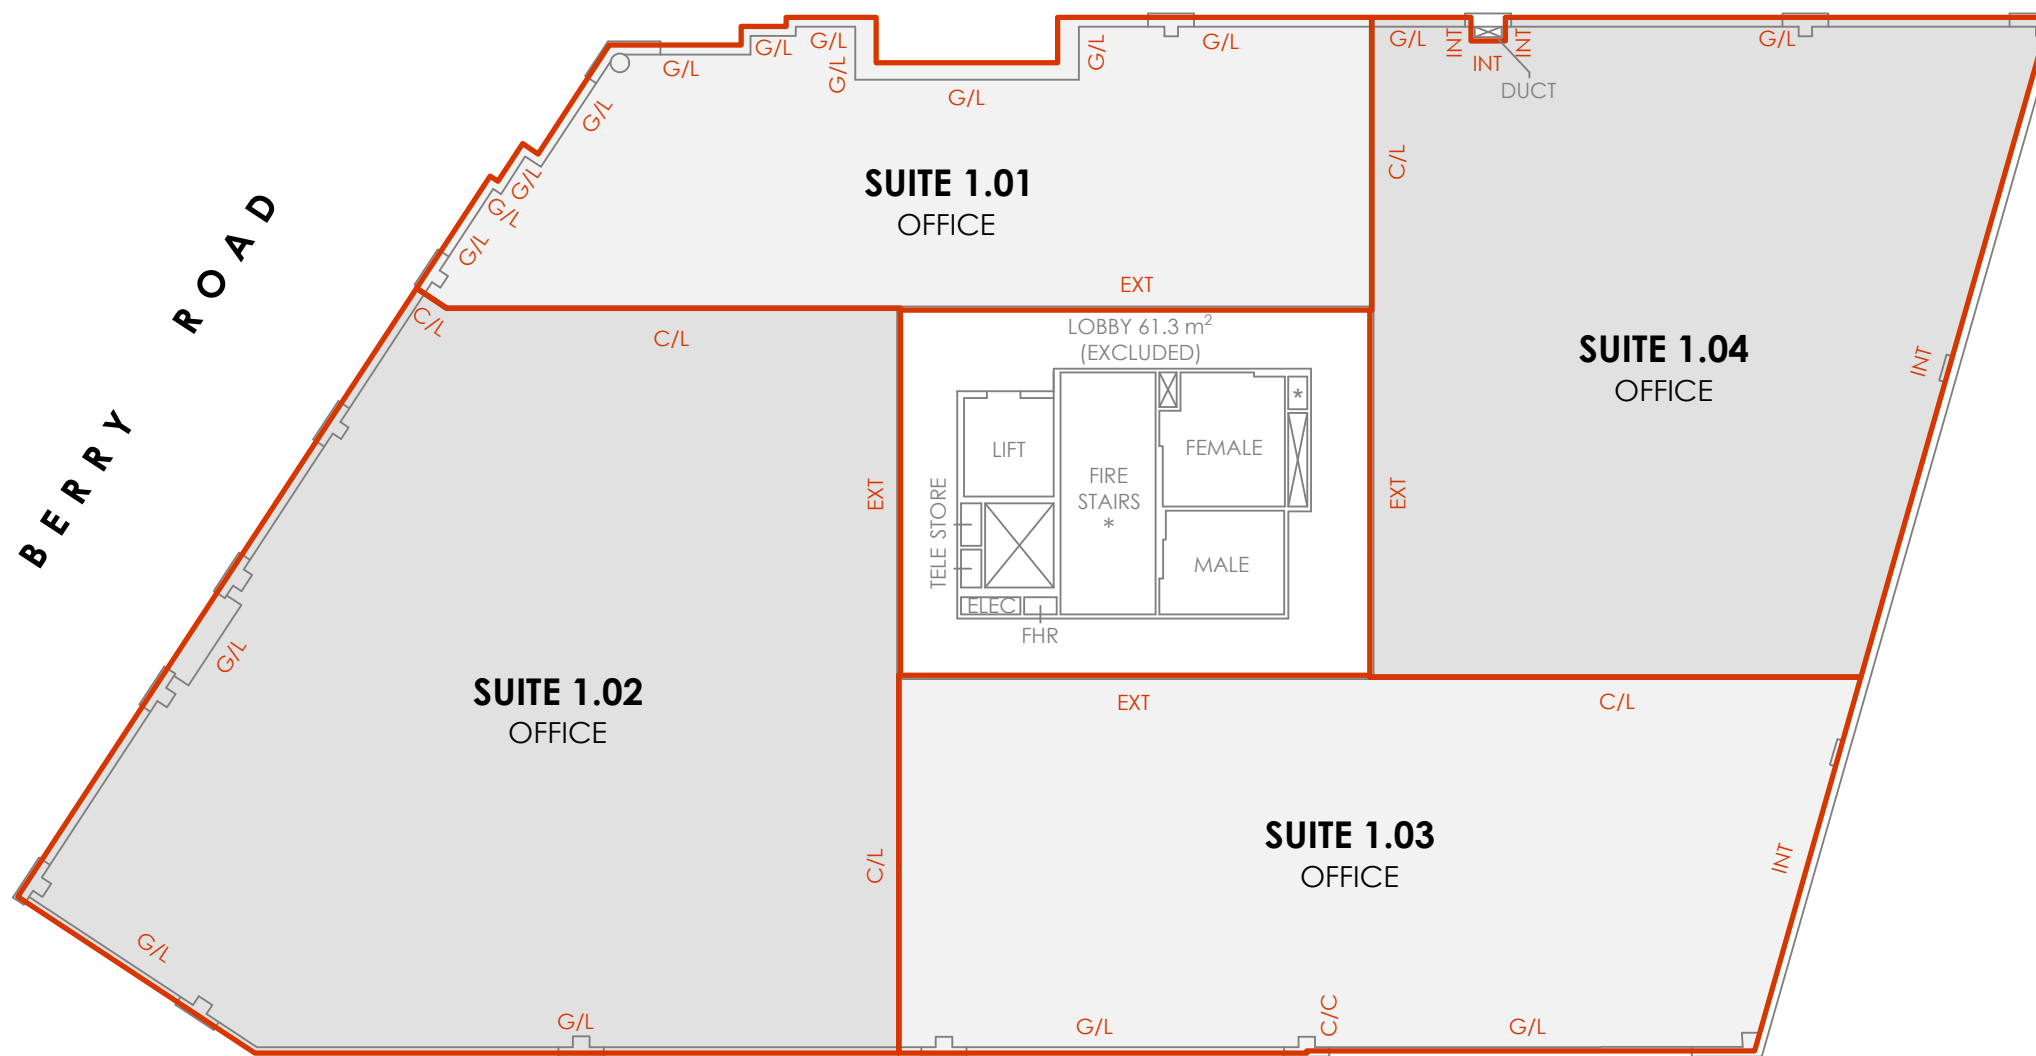 G/L
G/L
G/L
G/L
G/L
G/L
G/L
G/L
INT
INT
INT
DUCT
G/L
G/L
G/L
G/L
G/L
C/L
SUITE 1.01
OFFICE
EXT
BERRY ROAD
C/L
C/L
LOBBY 61.3 m²
(EXCLUDED)
SUITE 1.04
OFFICE
INT
LIFT
FIRE
STAIRS
*
FEMALE
*
EXT
EXT
TELE STORE
MALE
ELEC
FHR
G/L
SUITE 1.02
OFFICE
EXT
C/L
SUITE 1.03
OFFICE
C/L
INT
G/L
G/L
G/L
C/C
G/L